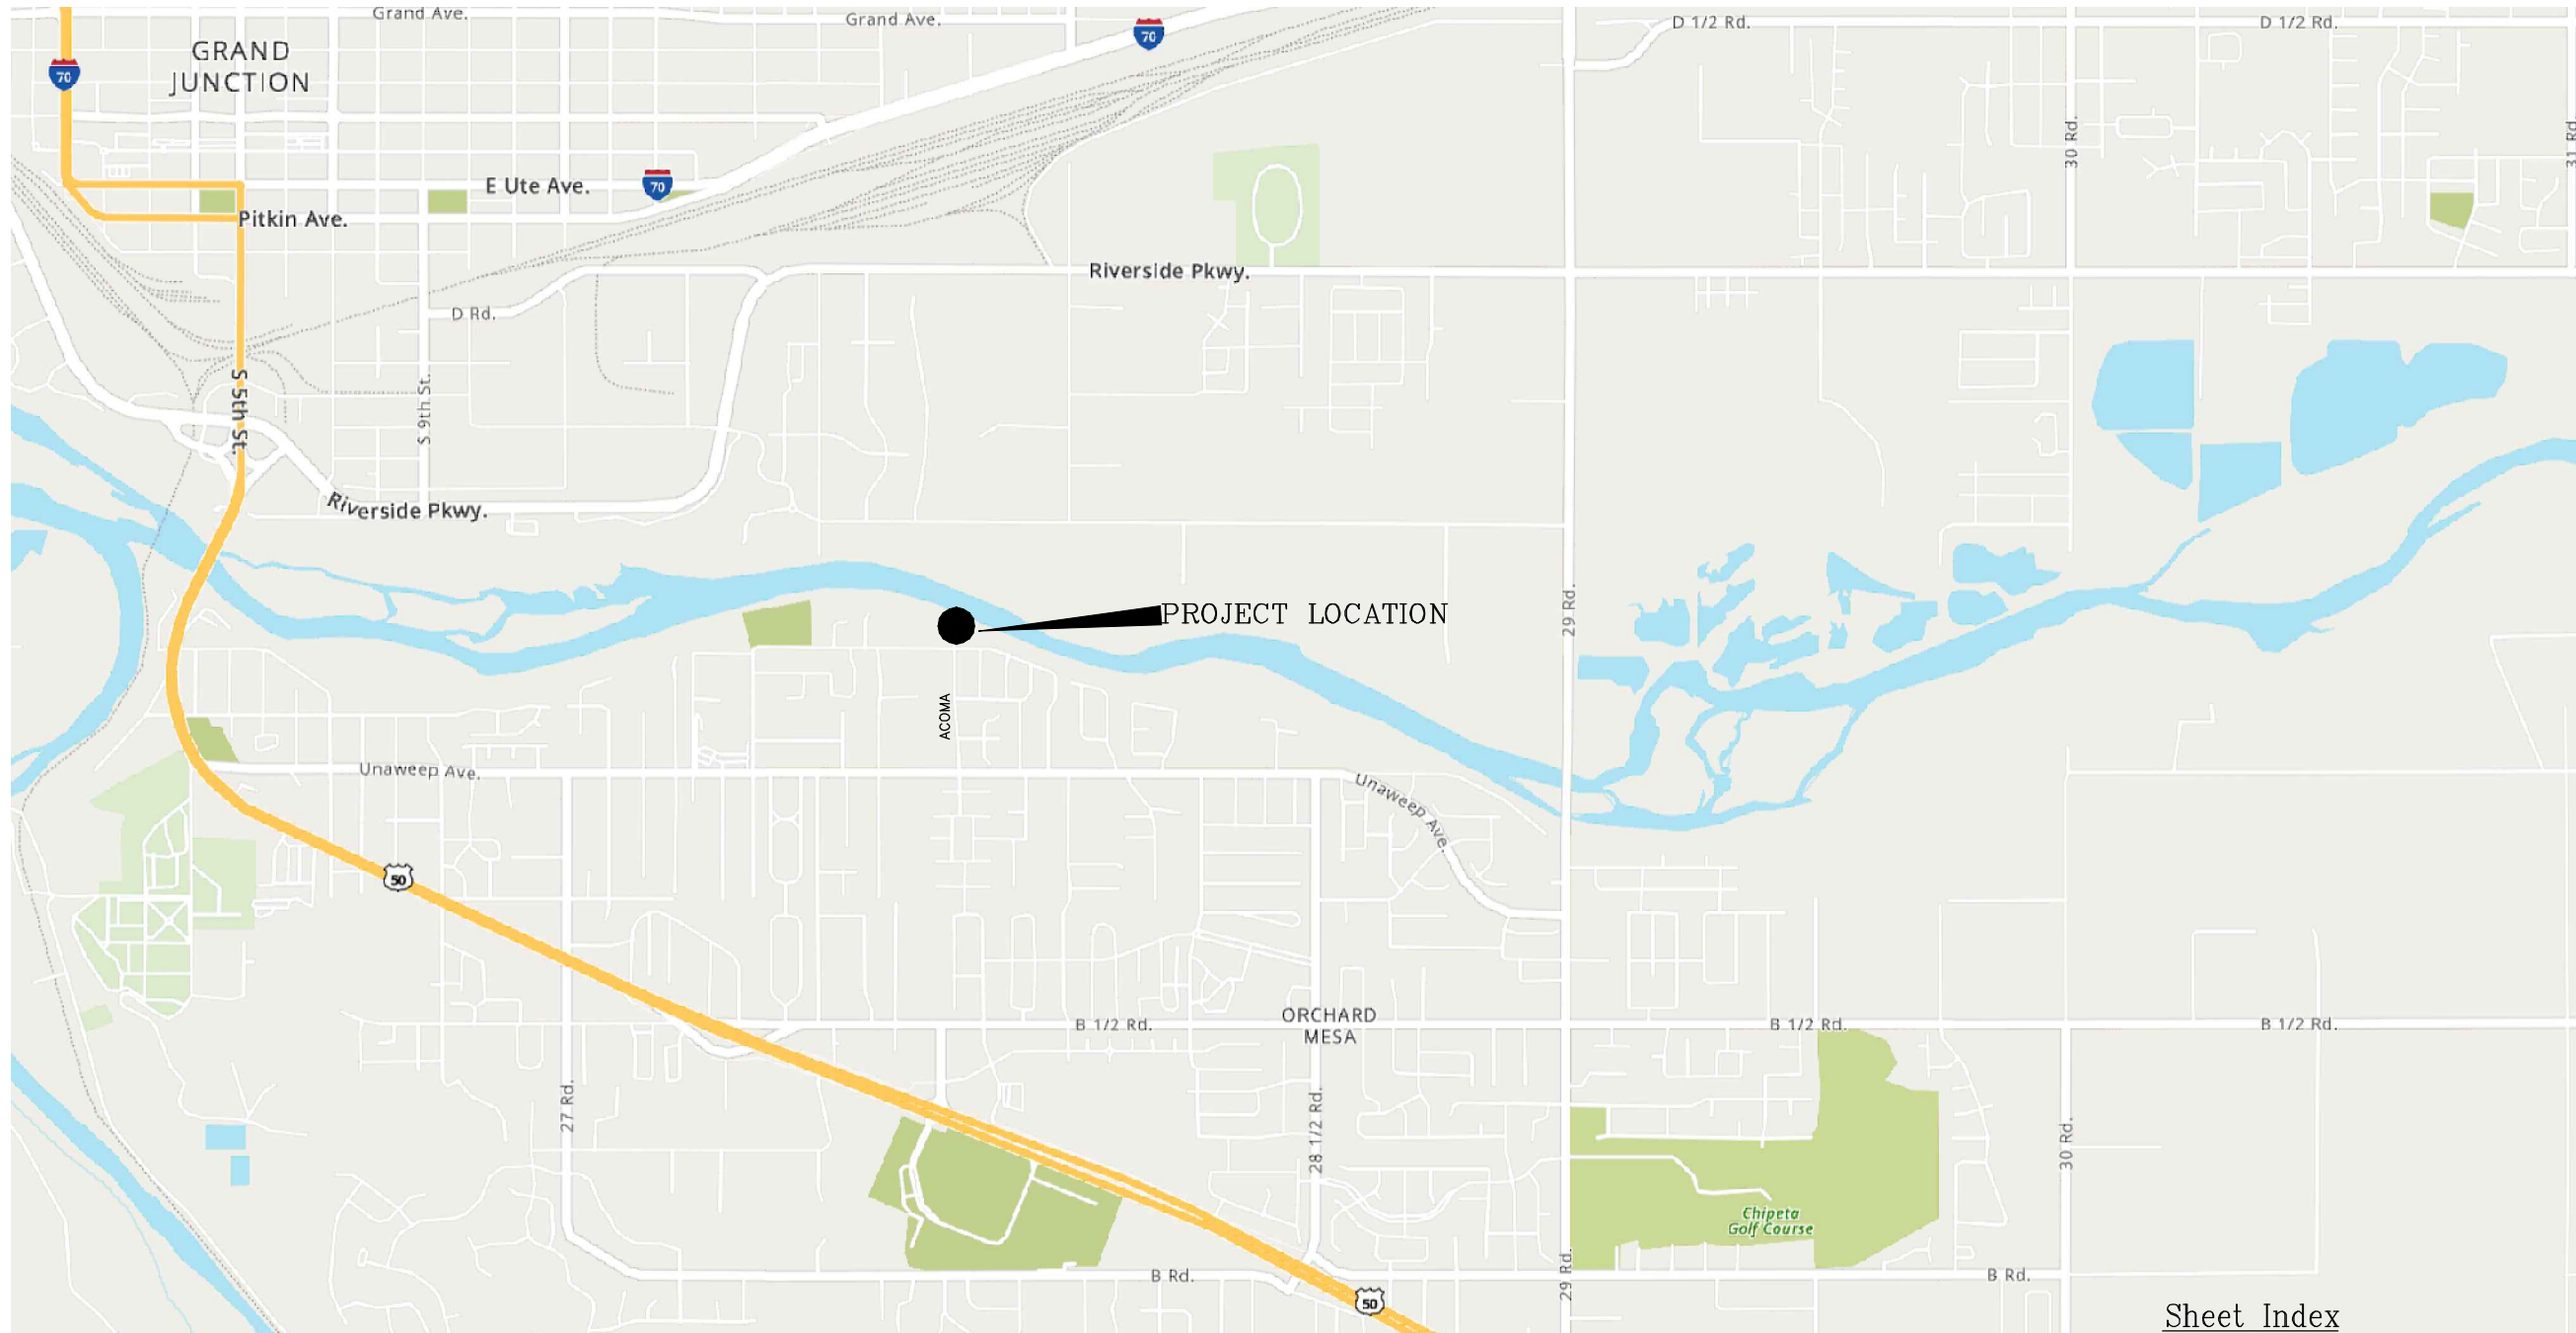 Grand Ave.
Grand Ave.
70
D 1/2 Rd.
D 1/2 Rd.
GRAND
JUNCTION
70
30 Rd.
31 Rd.
E Ute Ave.
70
Pitkin Ave.
Riverside Pkwy.
D Rd.
S 5th St.
S 9th St.
Riverside Pkwy.
PROJECT LOCATION
29 Rd.
ACOMA
Unaweep Ave.
Unaweep Ave.
50
ORCHARD
MESA
B 1/2 Rd.
B 1/2 Rd.
B 1/2 Rd.
27 Rd.
28 1/2 Rd.
30 Rd.
Chipeta
Golf Course
29 Rd.
B Rd.
B Rd.
50
Sheet Index